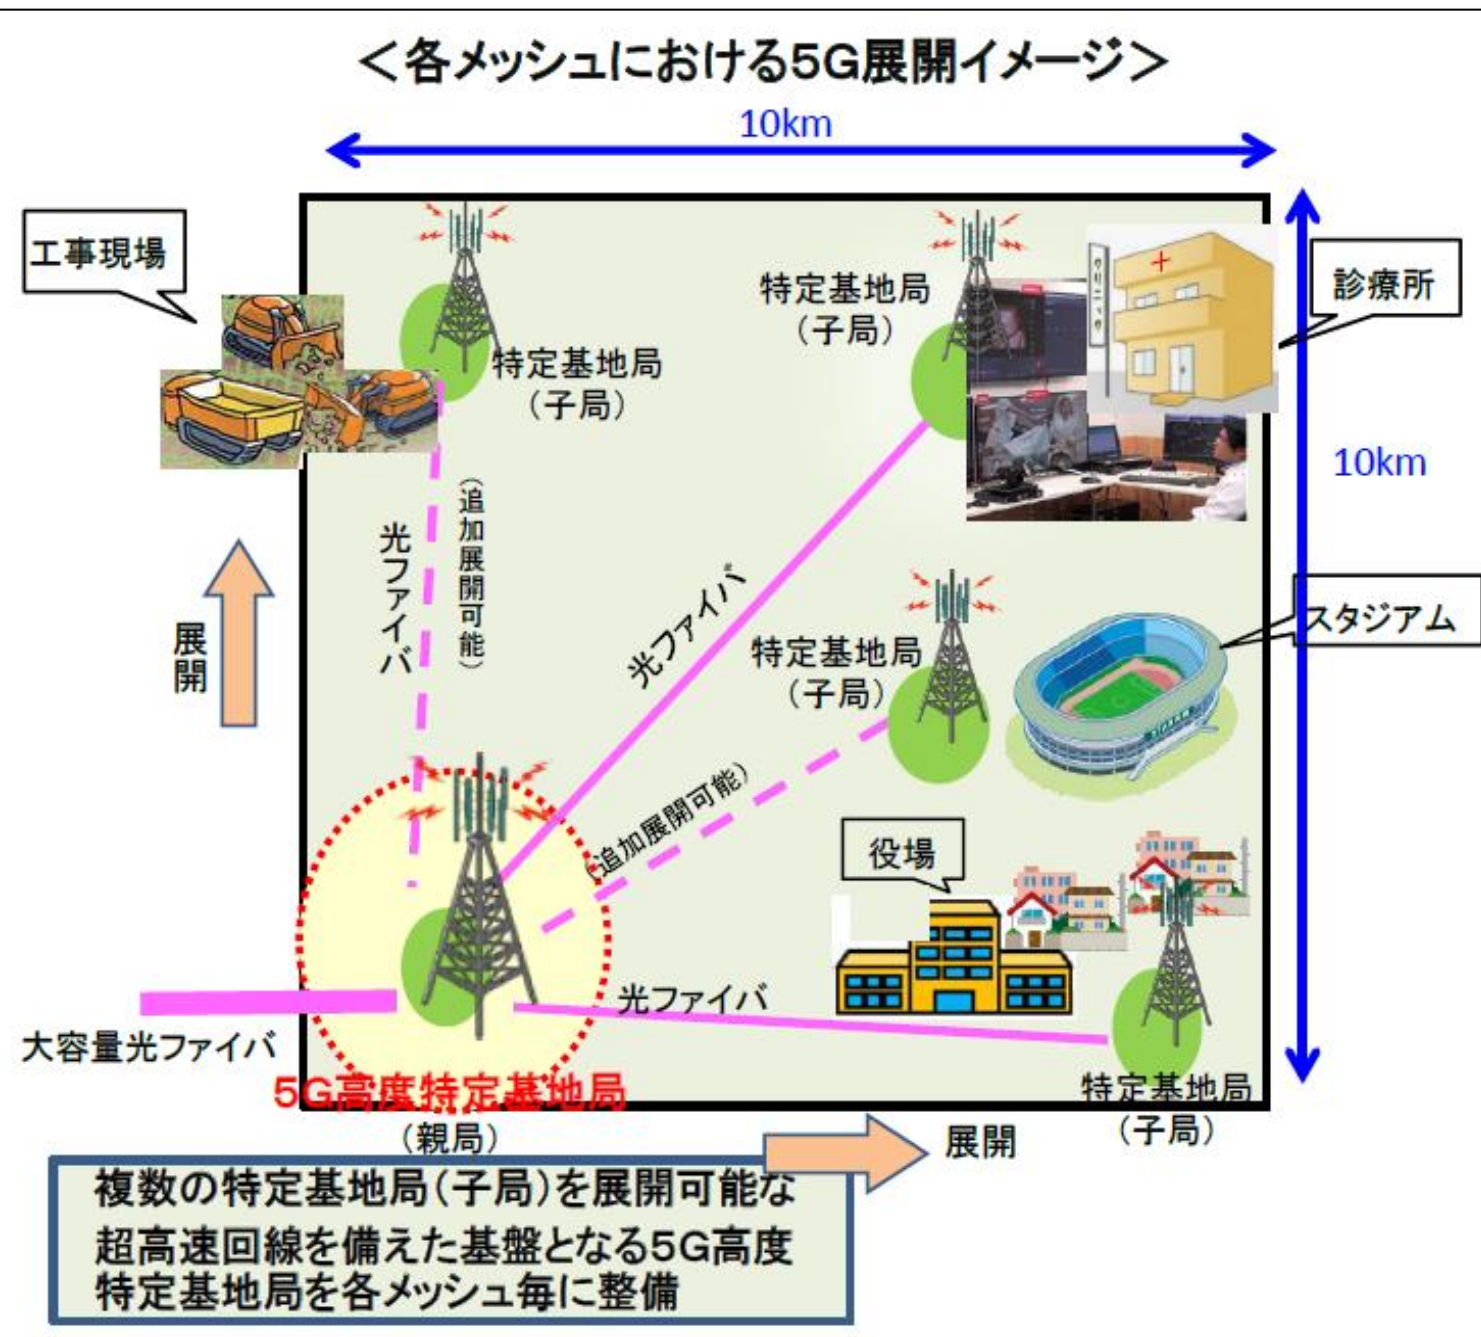 ＜各メッシュにおける5G展開イメージ＞
10km
工事現場
特定基地局
（子局）
特定基地局
（子局）
クリニック
診療所
10km
光ファイバ
（追加展開可能）
光ファイバ
展開
特定基地局
（子局）
スタジアム
（追加展開可能）
役場
光ファイバ
大容量光ファイバ
5G高度特定基地局
（親局）
特定基地局
（子局）
展開
複数の特定基地局（子局）を展開可能な
超高速回線を備えた基盤となる5G高度
特定基地局を各メッシュ毎に整備